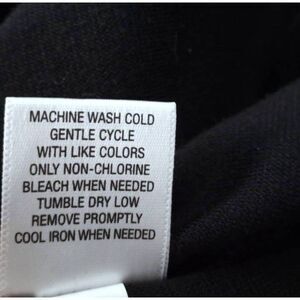 MACHINE WASH COLD
GENTLE CYCLE
WITH LIKE COLORS
ONLY NON-CHLORINE
BLEACH WHEN NEEDED
TUMBLE DRY LOW
REMOVE PROMPTLY
COOL IRON WHEN NEEDED